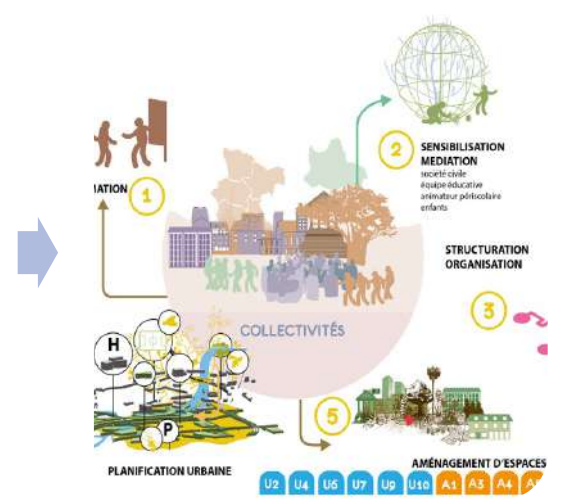 2
SENSIBILISATION
MEDIATION
société civile
équipe éducative
animateur périscolaire
enfants
MATION
1
STRUCTURATION
ORGANISATION
3
COLLECTIVITÉS
H
P
5
PLANIFICATION URBAINE
AMÉNAGEMENT D'ESPACES
U2 U4 U6 U7 U9 U10 A1 A3 A4